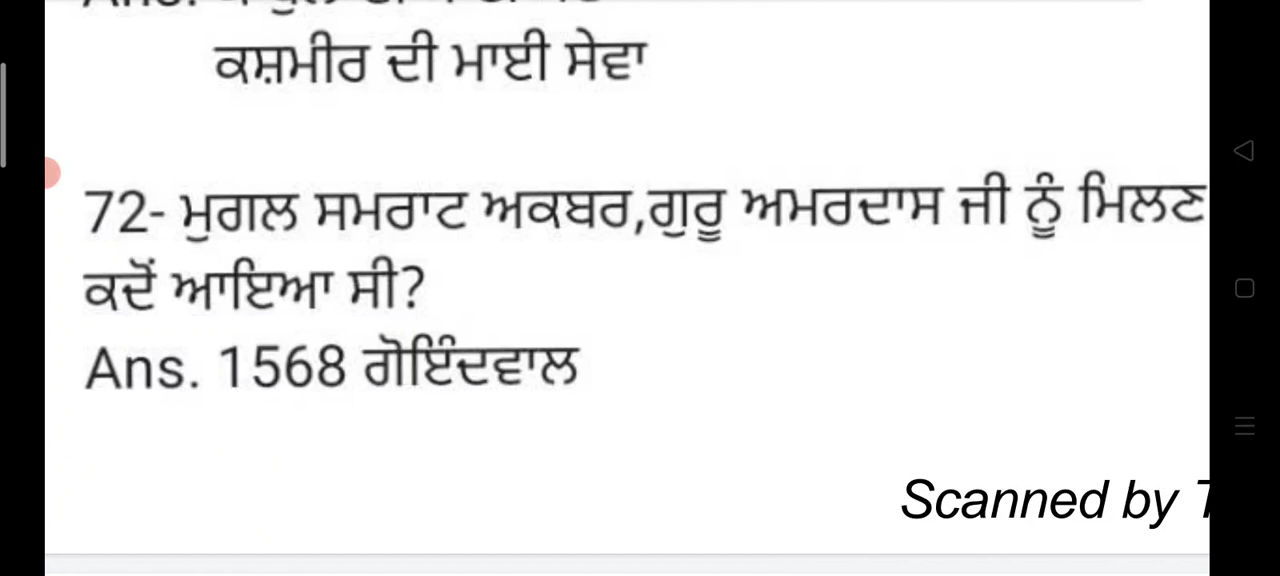 ਕਸ਼ਮੀਰ ਦੀ ਮਾਈ ਸੇਵਾ
72- ਮੁਗਲ ਸਮਰਾਟ ਅਕਬਰ,ਗੁਰੂ ਅਮਰਦਾਸ ਜੀ ਨੂੰ ਮਿਲਣ
ਕਦੋਂ ਆਇਆ ਸੀ?
Ans. 1568 ਗੋਇੰਦਵਾਲ
Scanned by